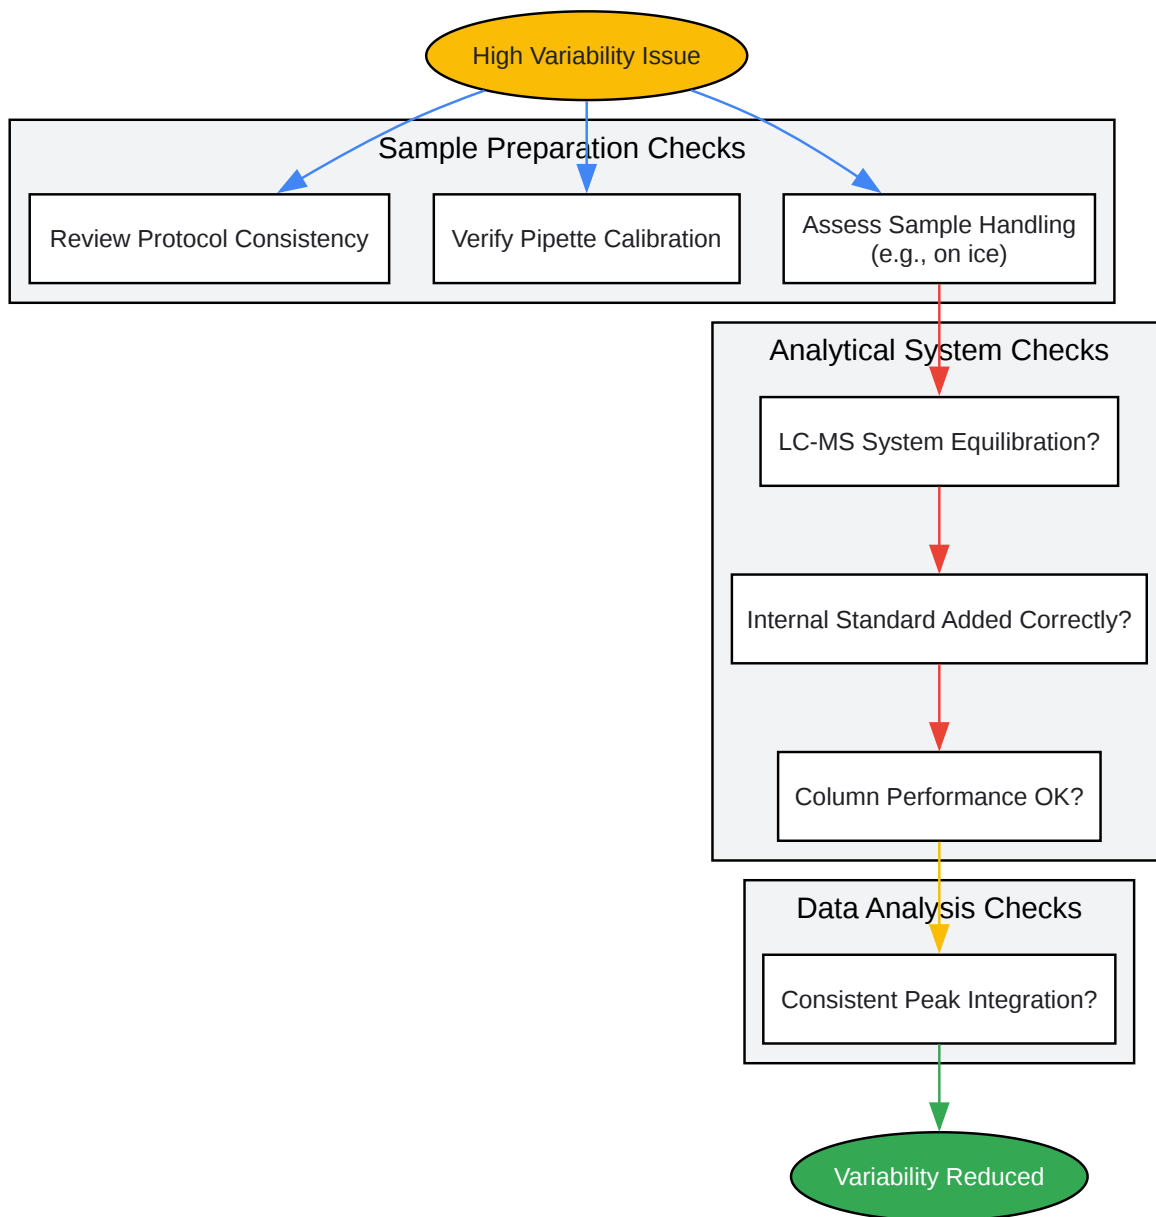 High Variability Issue
Sample Preparation Checks
Review Protocol Consistency
Verify Pipette Calibration
Assess Sample Handling
(e.g., on ice)
Analytical System Checks
LC-MS System Equilibration?
Internal Standard Added Correctly?
Column Performance OK?
Data Analysis Checks
Consistent Peak Integration?
Variability Reduced